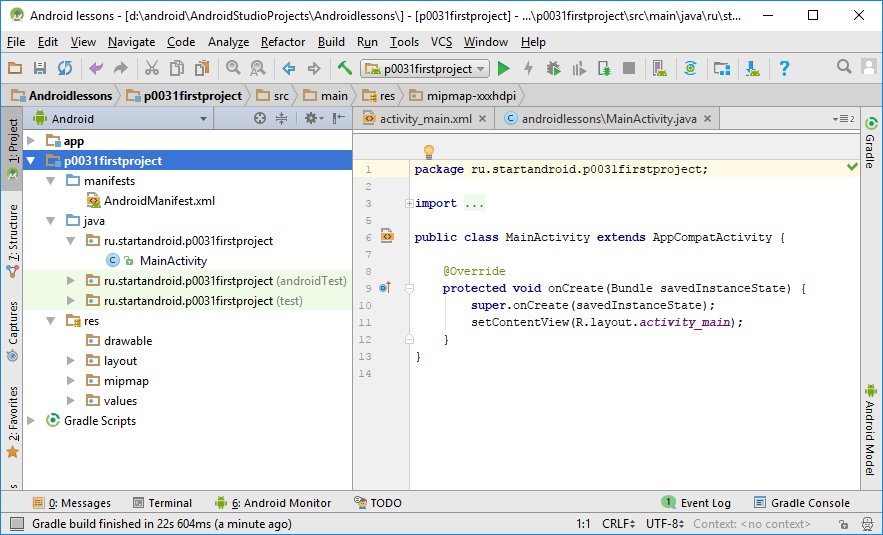 Android lessons - [d:\android\AndroidStudioProjects\Androidlessons\] - [p0031firstproject] - ...\p0031firstproject\src\main\java\ru\st...
File Edit View Navigate Code Analyze Refactor Build Run Tools VCS Window Help
p0031firstproject
Androidlessons p0031firstproject src main res mipmap-xxxhdpi
1: Project
7: Structure
Captures
2: Favorites
Android
app
p0031firstproject
manifests
AndroidManifest.xml
java
ru.startandroid.p0031firstproject
MainActivity
ru.startandroid.p0031firstproject (androidTest)
ru.startandroid.p0031firstproject (test)
res
drawable
layout
mipmap
values
Gradle Scripts
activity_main.xml androidlessons\MainActivity.java 2
1 package ru.startandroid.p0031firstproject;
2
3 import ...
5
6 public class MainActivity extends AppCompatActivity {
7
8 @Override
9 protected void onCreate(Bundle savedInstanceState) {
10 super.onCreate(savedInstanceState);
11 setContentView(R.layout.activity_main);
12 }
13 }
14
Gradle
Android Model
0: Messages Terminal 6: Android Monitor TODO 1 Event Log Gradle Console
Gradle build finished in 22s 604ms (a minute ago) 1:1 CRLF UTF-8 Context: <no context>